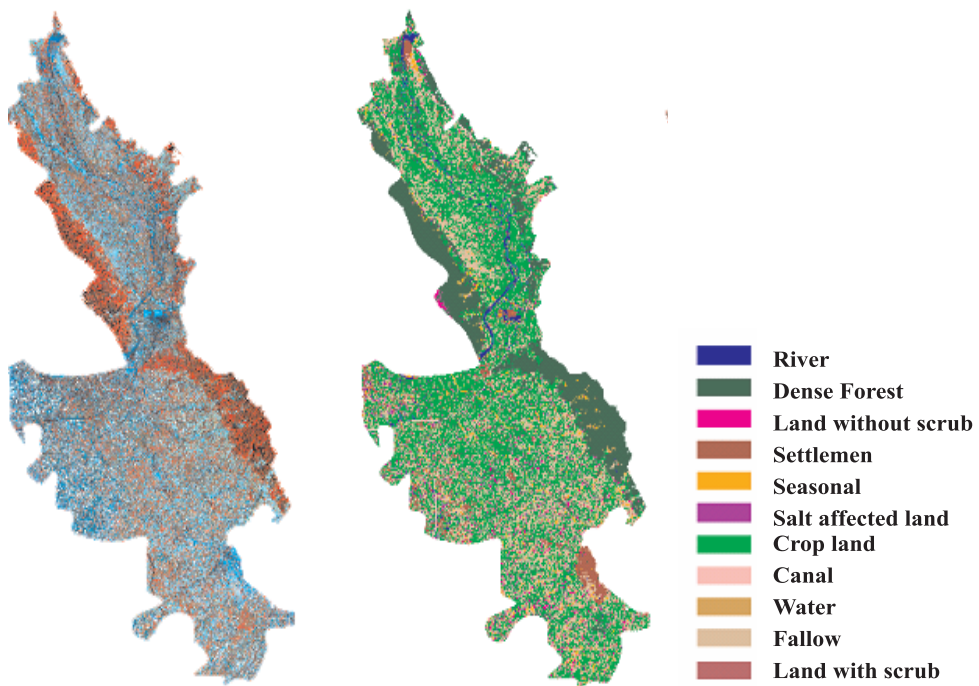 River
Dense Forest
Land without scrub
Settlemen
Seasonal
Salt affected land
Crop land
Canal
Water
Fallow
Land with scrub